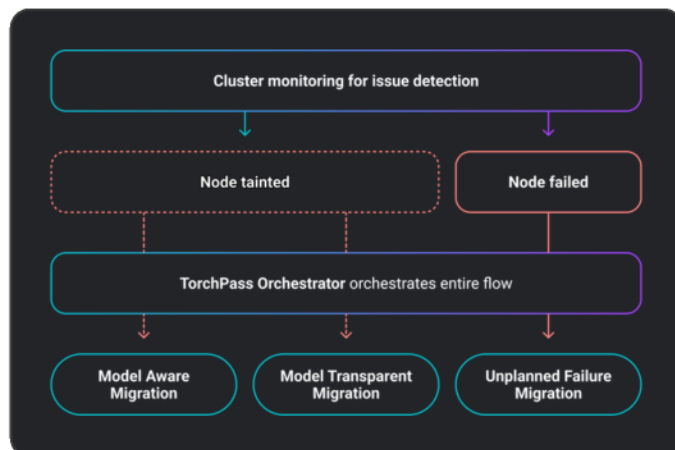 Cluster monitoring for issue detection
Node tainted
Node failed
TorchPass Orchestrator orchestrates entire flow
Model Aware
Migration
Model Transparent
Migration
Unplanned Failure
Migration